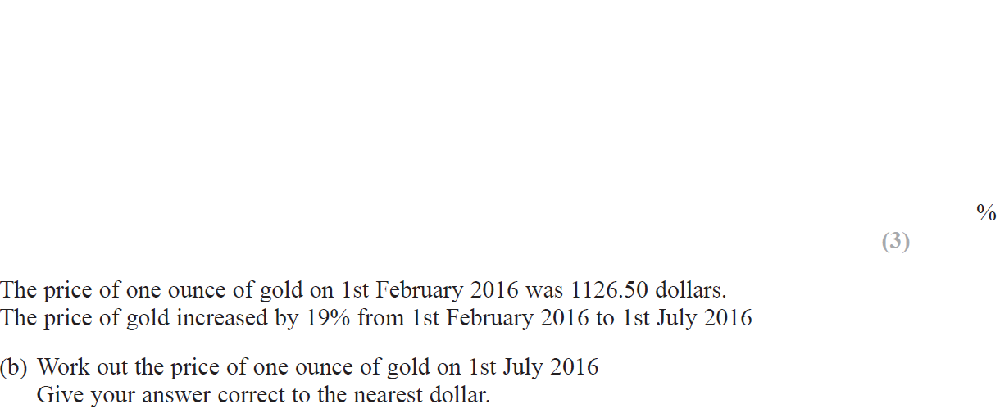 %
(3)
The price of one ounce of gold on 1st February 2016 was 1126.50 dollars.
The price of gold increased by 19% from 1st February 2016 to 1st July 2016
(b) Work out the price of one ounce of gold on 1st July 2016
Give your answer correct to the nearest dollar.